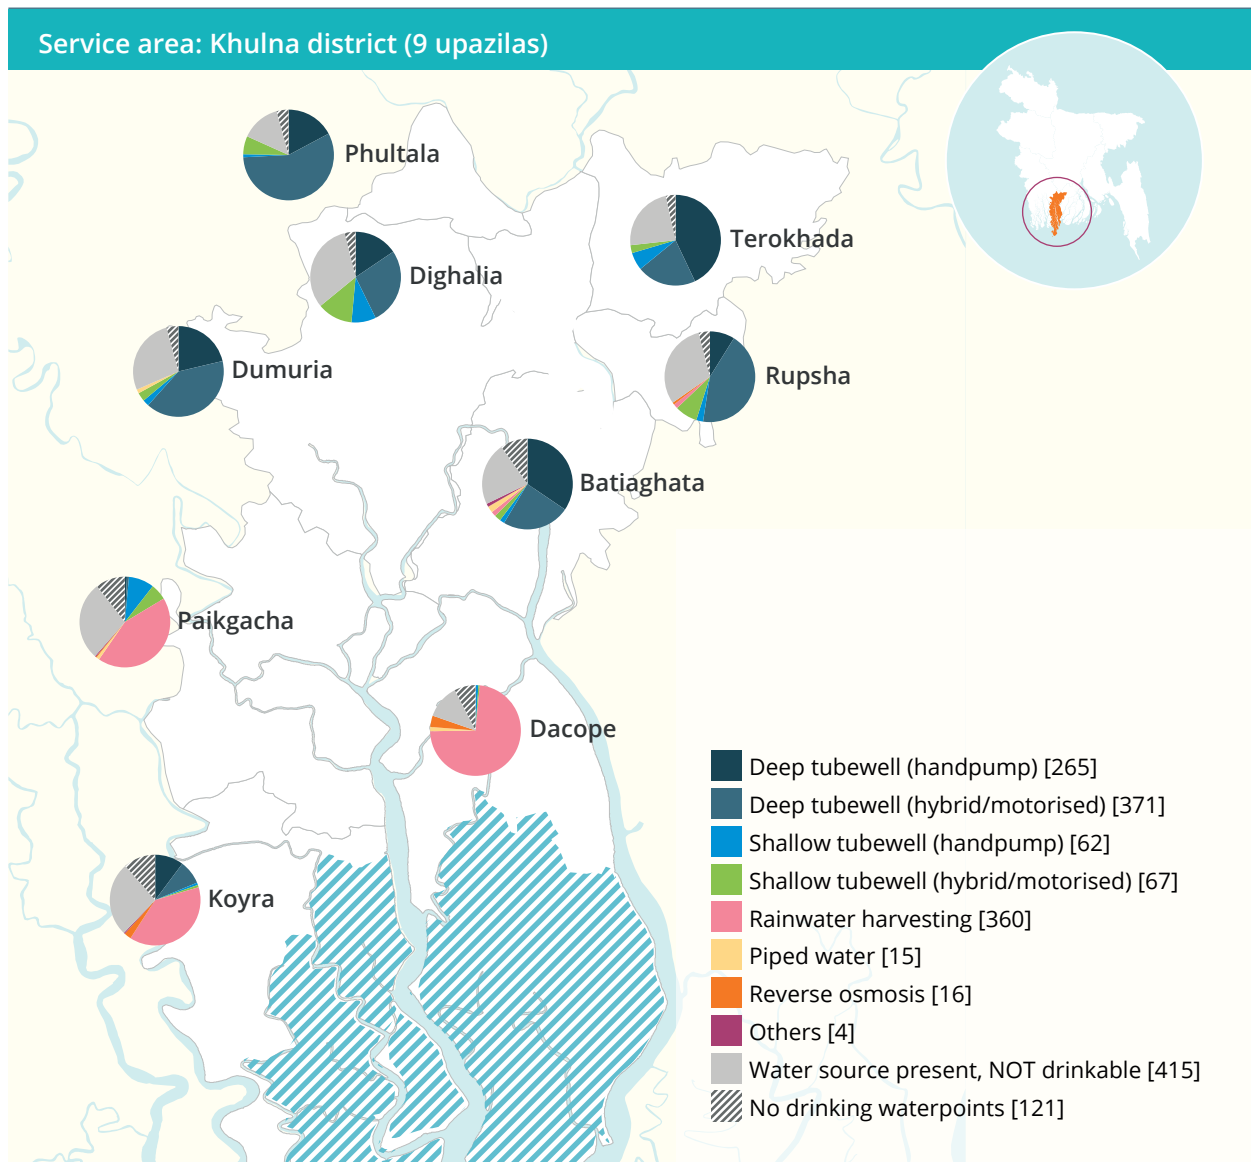 Service area: Khulna district (9 upazilas)
Phultala
Terokhada
Dighalia
Dumuria
Rupsha
Batiaghata
Paikgacha
Dacope
Koyra
Deep tubewell (handpump) [265]
Deep tubewell (hybrid/motorised) [371]
Shallow tubewell (handpump) [62]
Shallow tubewell (hybrid/motorised) [67]
Rainwater harvesting [360]
Piped water [15]
Reverse osmosis [16]
Others [4]
Water source present, NOT drinkable [415]
No drinking waterpoints [121]